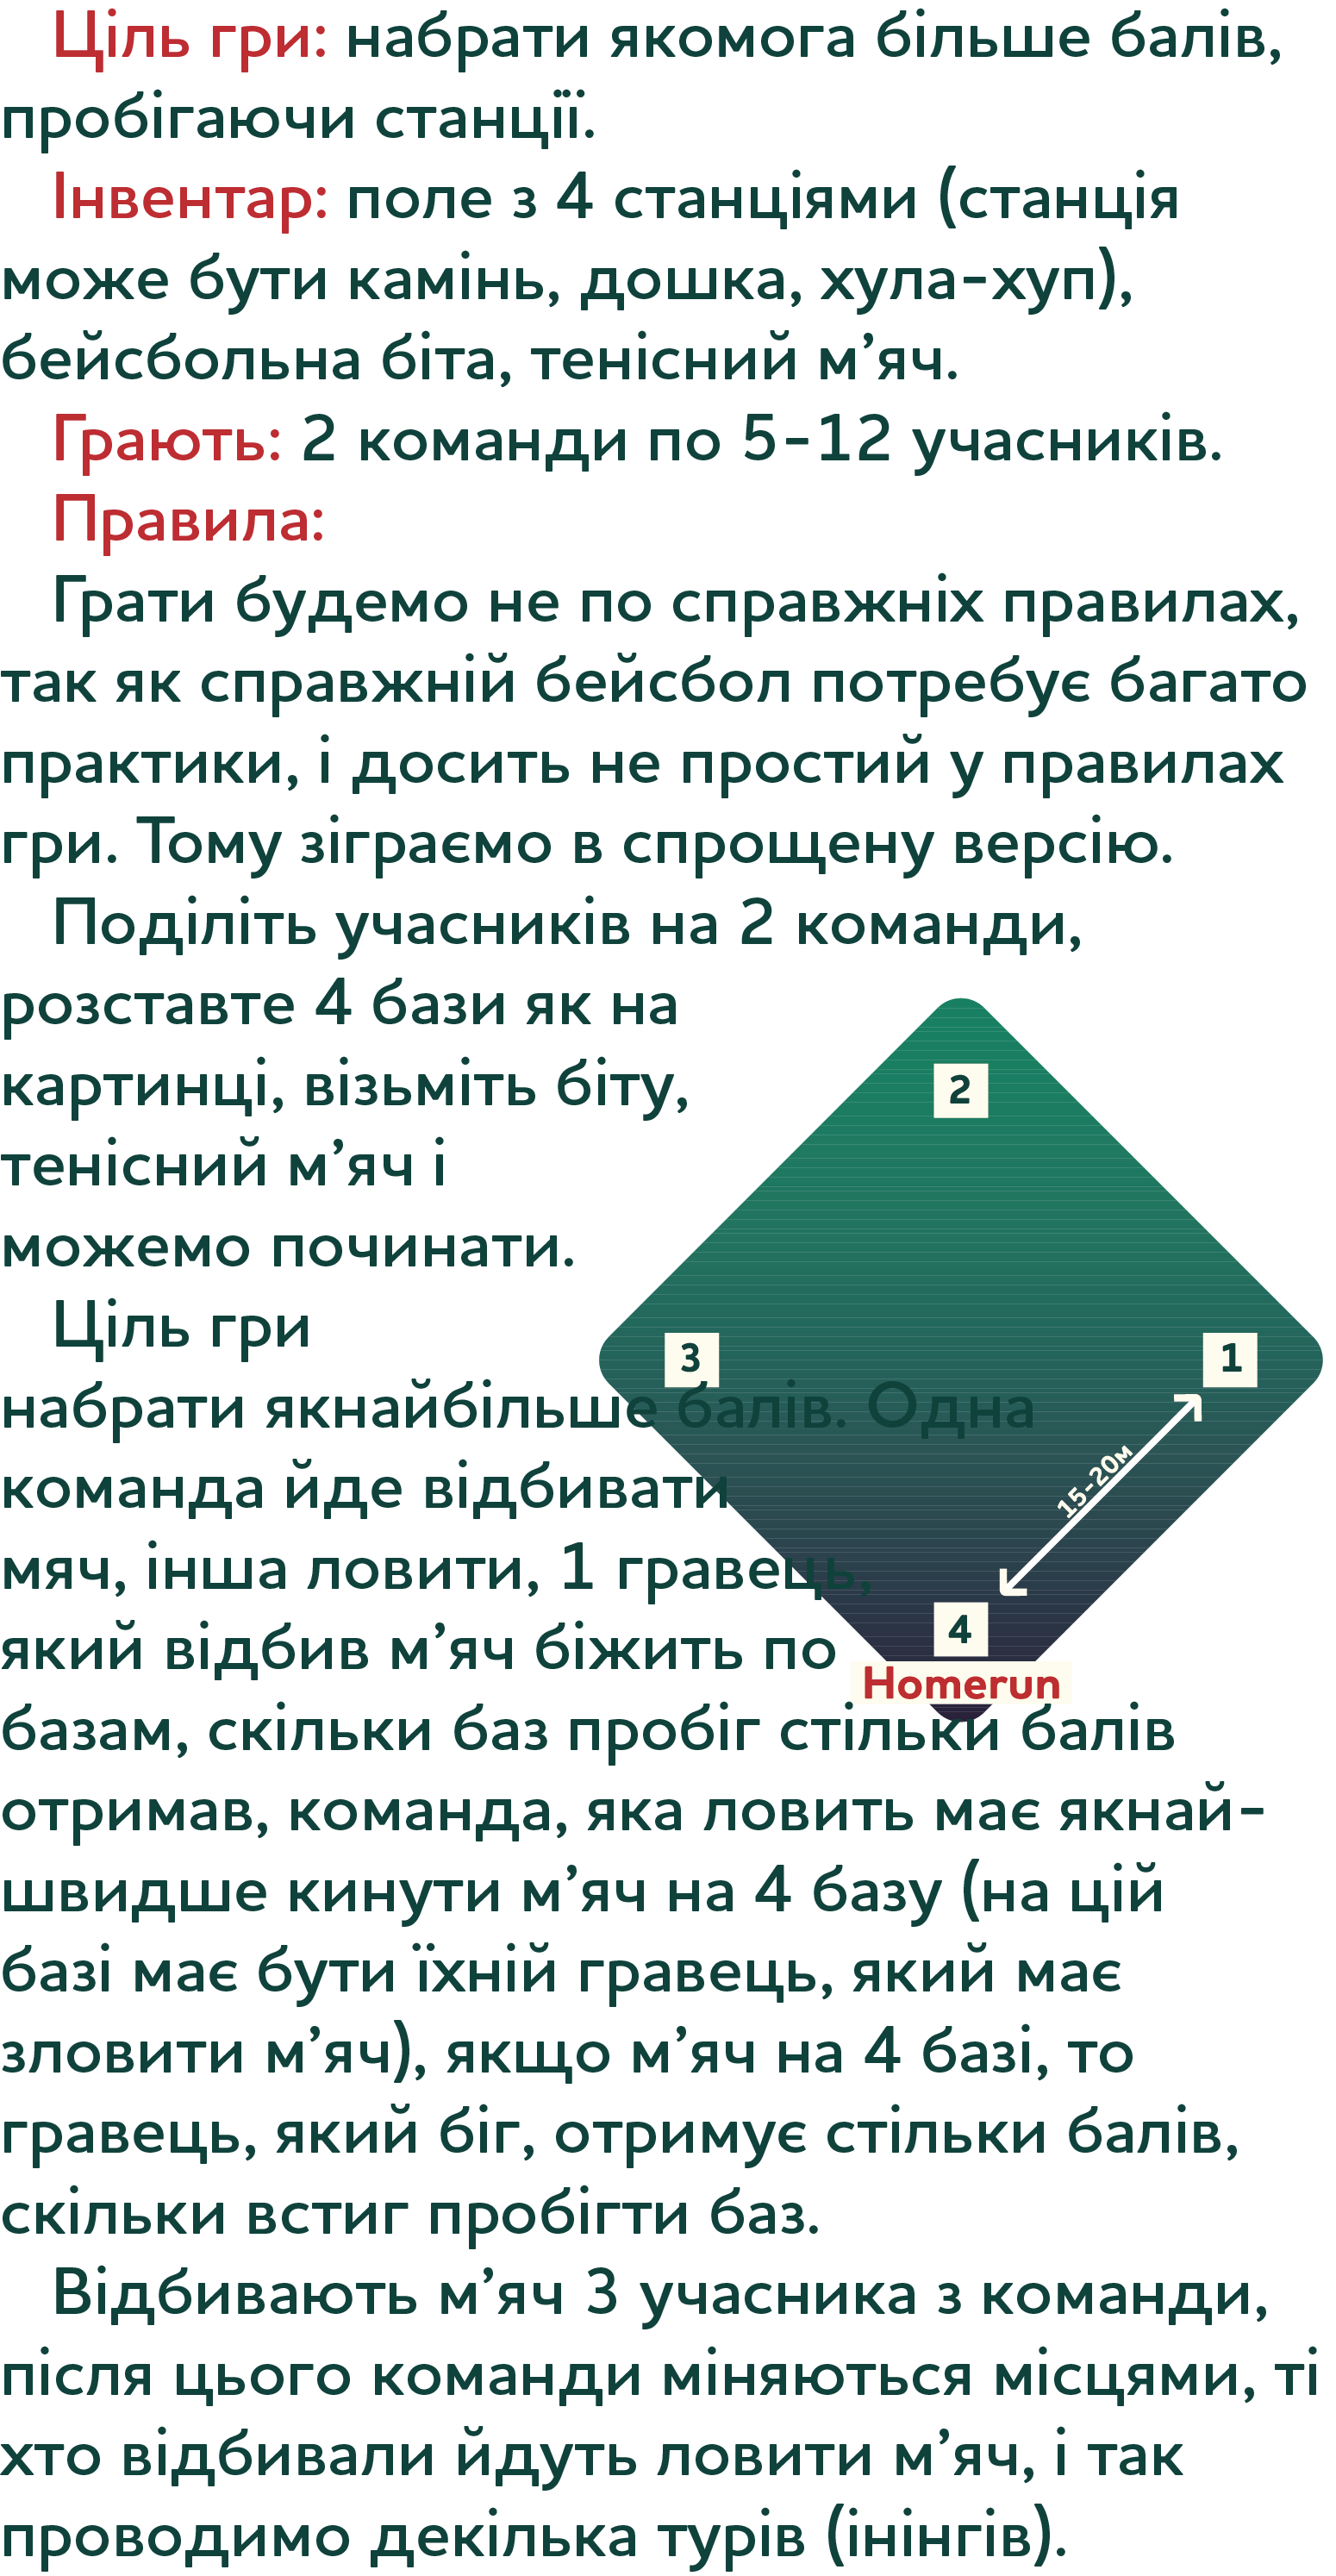 Ціль гри: набрати якомога більше балів,
пробігаючи станції.
Інвентар: поле з 4 станціями (станція
може бути камінь, дошка, хула-хуп),
бейсбольна біта, тенісний м’яч.
Грають: 2 команди по 5-12 учасників.
Правила:
Грати будемо не по справжніх правилах,
так як справжній бейсбол потребує багато
практики, і досить не простий у правилах
гри. Тому зіграємо в спрощену версію.
Поділіть учасників на 2 команди,
розставте 4 бази як на
картинці, візьміть біту,
тенісний м’яч і
можемо починати.
Ціль гри
набрати якнайбільше балів. Одна
команда йде відбивати
мяч, інша ловити, 1 гравець,
який відбив м’яч біжить по
базам, скільки баз пробіг стільки балів
отримав, команда, яка ловить має якнай-
швидше кинути м’яч на 4 базу (на цій
базі має бути їхній гравець, який має
зловити м’яч), якщо м’яч на 4 базі, то
гравець, який біг, отримує стільки балів,
скільки встиг пробігти баз.
Відбивають м’яч 3 учасника з команди,
після цього команди міняються місцями, ті
хто відбивали йдуть ловити м’яч, і так
проводимо декілька турів (інінгів).
2
3
1
15-20м
4
Homerun